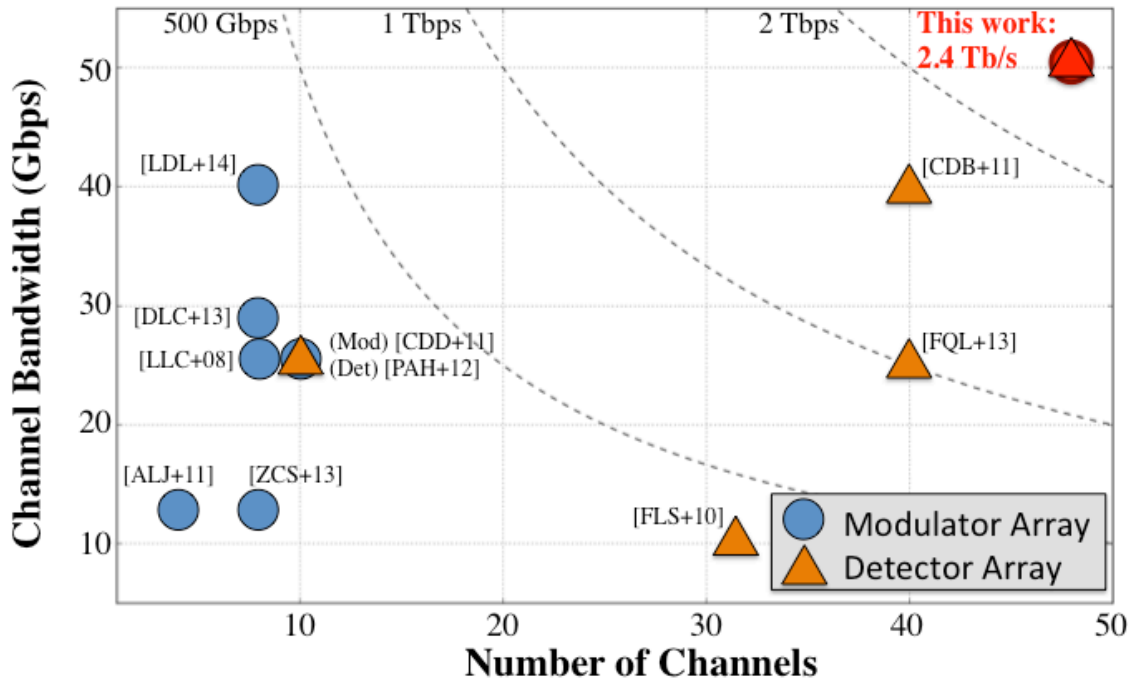 500 Gbps
1 Tbps
2 Tbps
This work:
2.4 Tb/s
50
[LDL+14]
[CDB+11]
40
30
[DLC+13]
(Mod) [CDD+11]
[FQL+13]
[LLC+08]
(Det) [PAH+12]
20
[ALJ+11]
[ZCS+13]
[FLS+10]
Modulator Array
10
Detector Array
10
20
30
40
50
Number of Channels
Channel Bandwidth (Gbps)